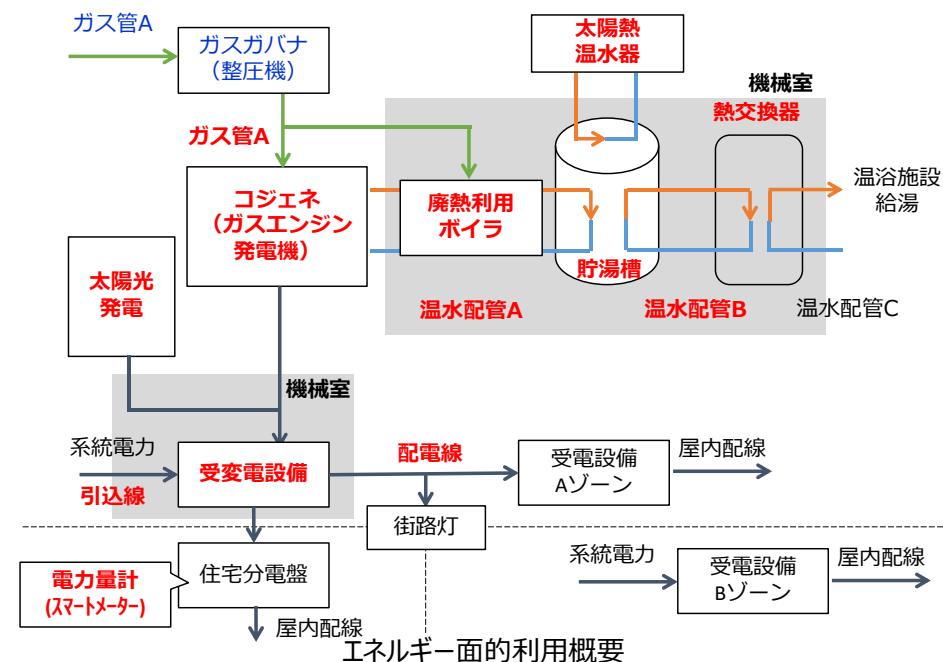 ガス管A
ガスガバナ
（整圧機）
太陽熱
温水器
機械室
熱交換器
ガス管A
コジェネ
（ガスエンジン
発電機）
廃熱利用
ボイラ
貯湯槽
温浴施設
給湯
太陽光
発電
温水配管A
温水配管B
温水配管C
機械室
系統電力
引込線
受変電設備
配電線
受電設備
Aゾーン
屋内配線
街路灯
電力量計
(スマートメーター)
住宅分電盤
屋内配線
系統電力
受電設備
Bゾーン
屋内配線
エネルギー面的利用概要